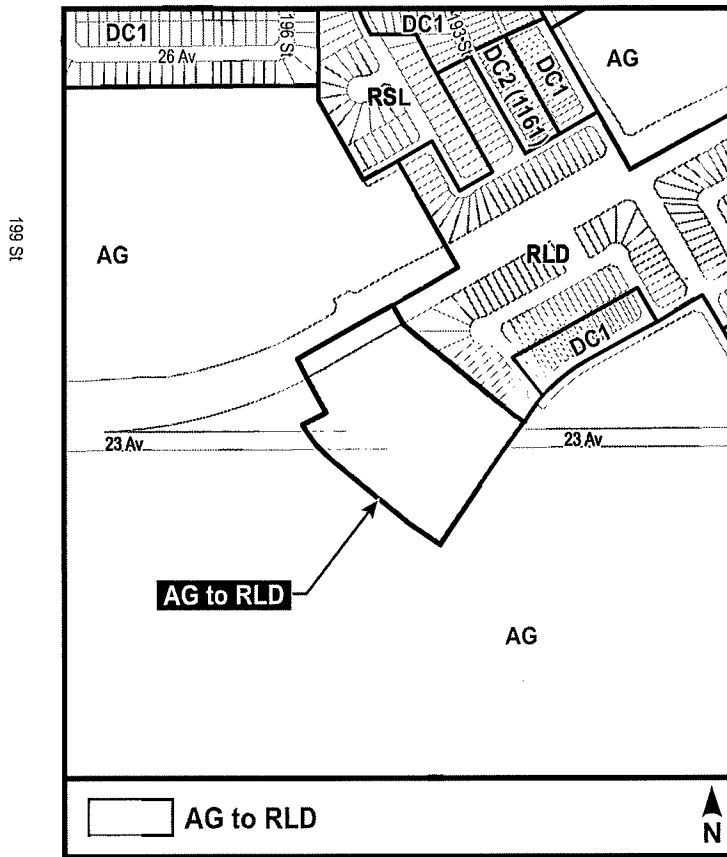 DC1
196 St
26 Av
DC1
193 St
RSL
DC2 (1161)
DC1
AG
199 St
AG
RLD
DC1
23 Av
23 Av
AG to RLD
AG
AG to RLD
N